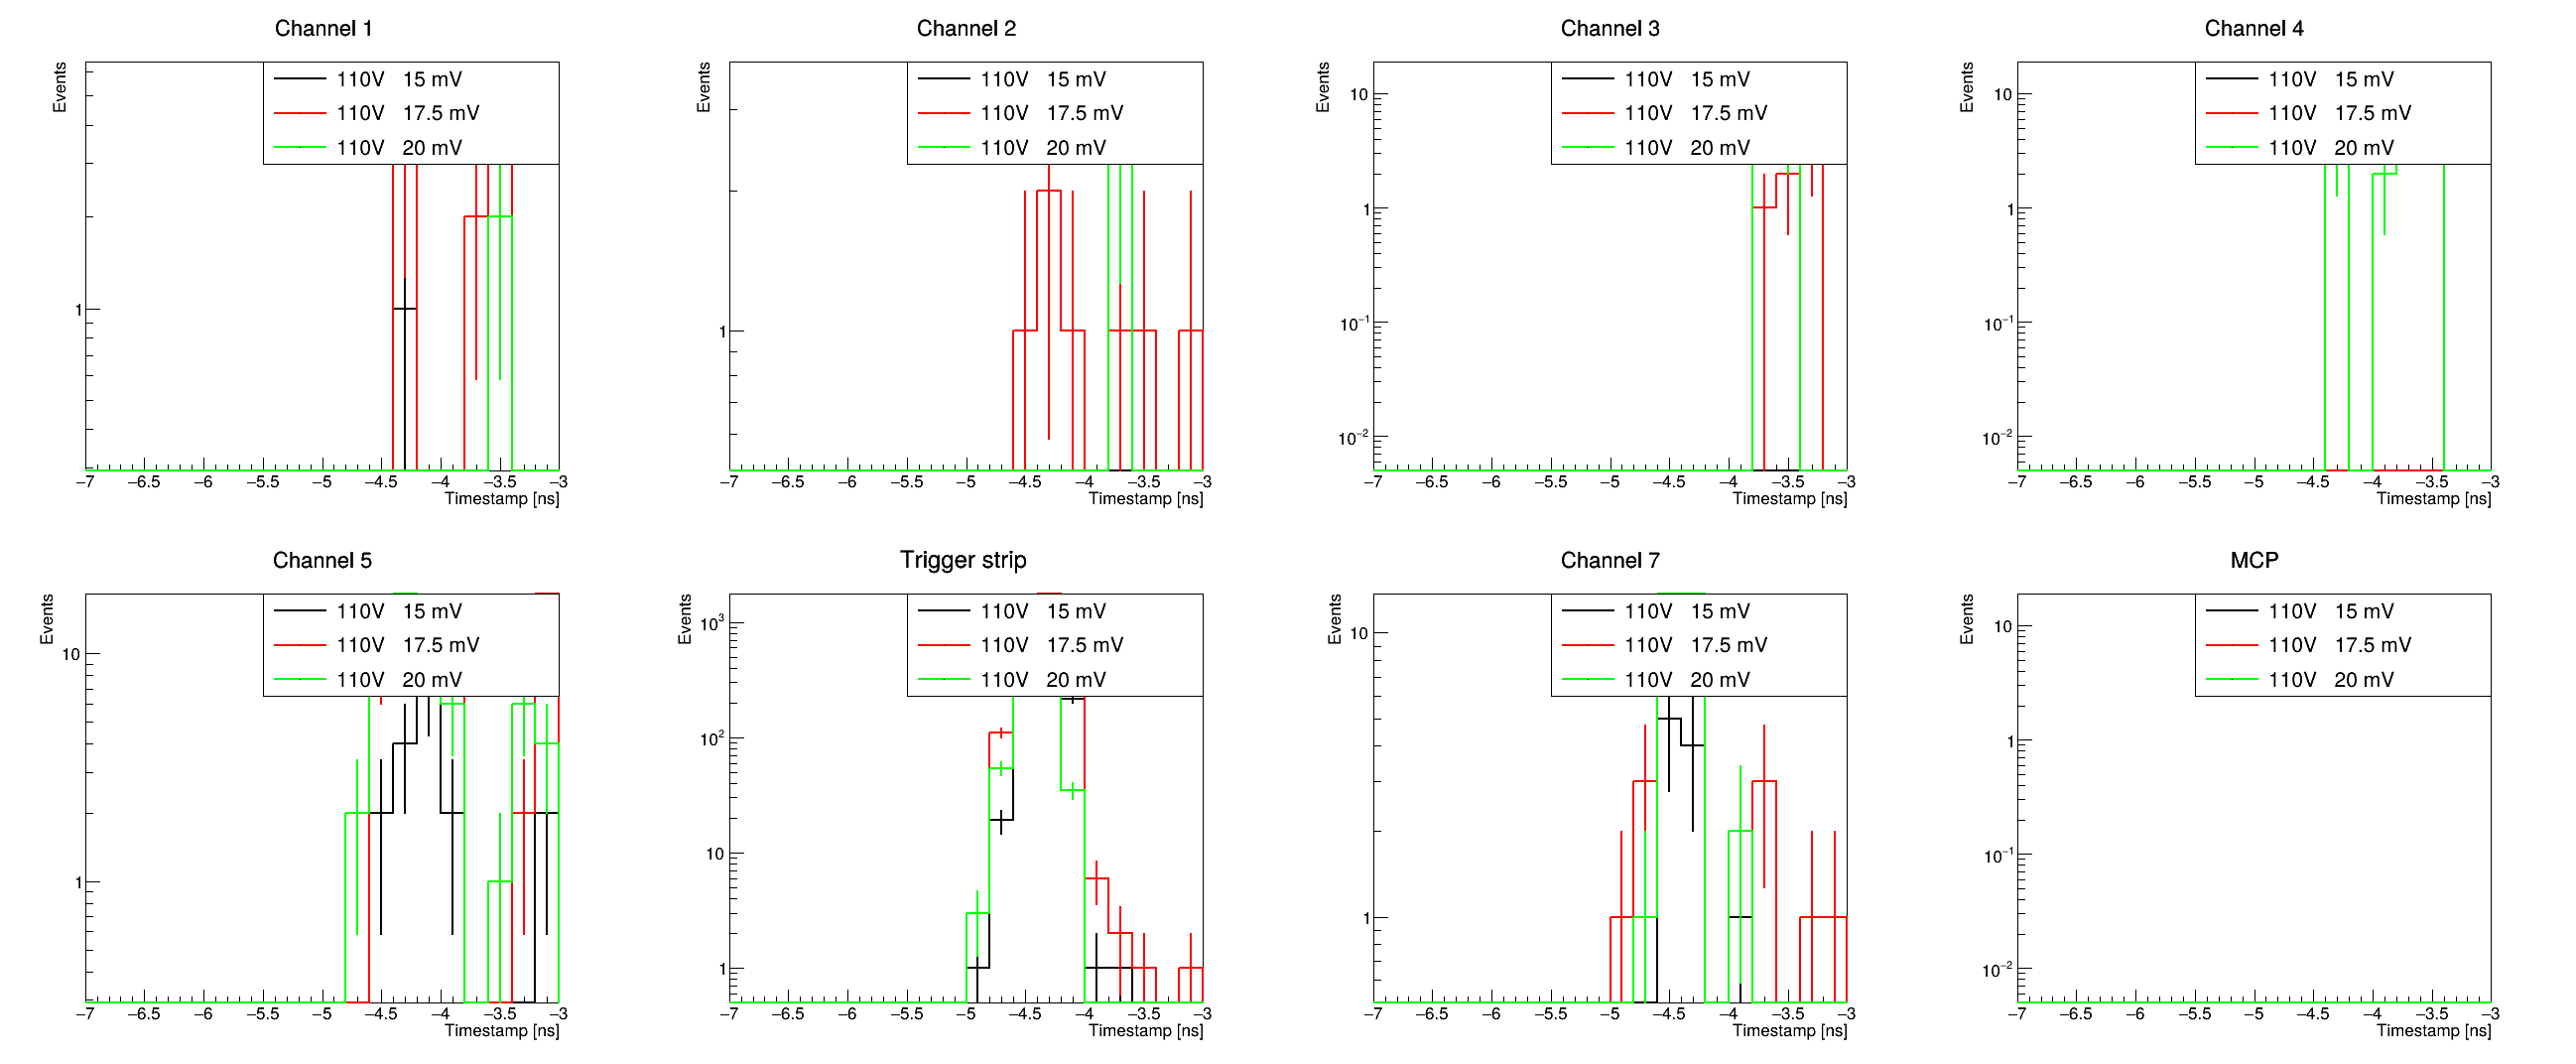 Channel 1
Events
110V 15 mV
110V 17.5 mV
110V 20 mV
1
−7 −6.5 −6 −5.5 −5 −4.5 −4 −3.5 −3
Timestamp [ns]
Channel 2
Events
110V 15 mV
110V 17.5 mV
110V 20 mV
1
−7 −6.5 −6 −5.5 −5 −4.5 −4 −3.5 −3
Timestamp [ns]
Channel 3
Events
110V 15 mV
110V 17.5 mV
110V 20 mV
10
1
10⁻¹
10⁻²
−7 −6.5 −6 −5.5 −5 −4.5 −4 −3.5 −3
Timestamp [ns]
Channel 4
Events
110V 15 mV
110V 17.5 mV
110V 20 mV
10
1
10⁻¹
10⁻²
−7 −6.5 −6 −5.5 −5 −4.5 −4 −3.5 −3
Timestamp [ns]
Channel 5
Events
110V 15 mV
110V 17.5 mV
110V 20 mV
10
1
−7 −6.5 −6 −5.5 −5 −4.5 −4 −3.5 −3
Timestamp [ns]
Trigger strip
Events
110V 15 mV
110V 17.5 mV
110V 20 mV
10³
10²
10
1
−7 −6.5 −6 −5.5 −5 −4.5 −4 −3.5 −3
Timestamp [ns]
Channel 7
Events
110V 15 mV
110V 17.5 mV
110V 20 mV
10
1
−7 −6.5 −6 −5.5 −5 −4.5 −4 −3.5 −3
Timestamp [ns]
MCP
Events
110V 15 mV
110V 17.5 mV
110V 20 mV
10
1
10⁻¹
10⁻²
−7 −6.5 −6 −5.5 −5 −4.5 −4 −3.5 −3
Timestamp [ns]